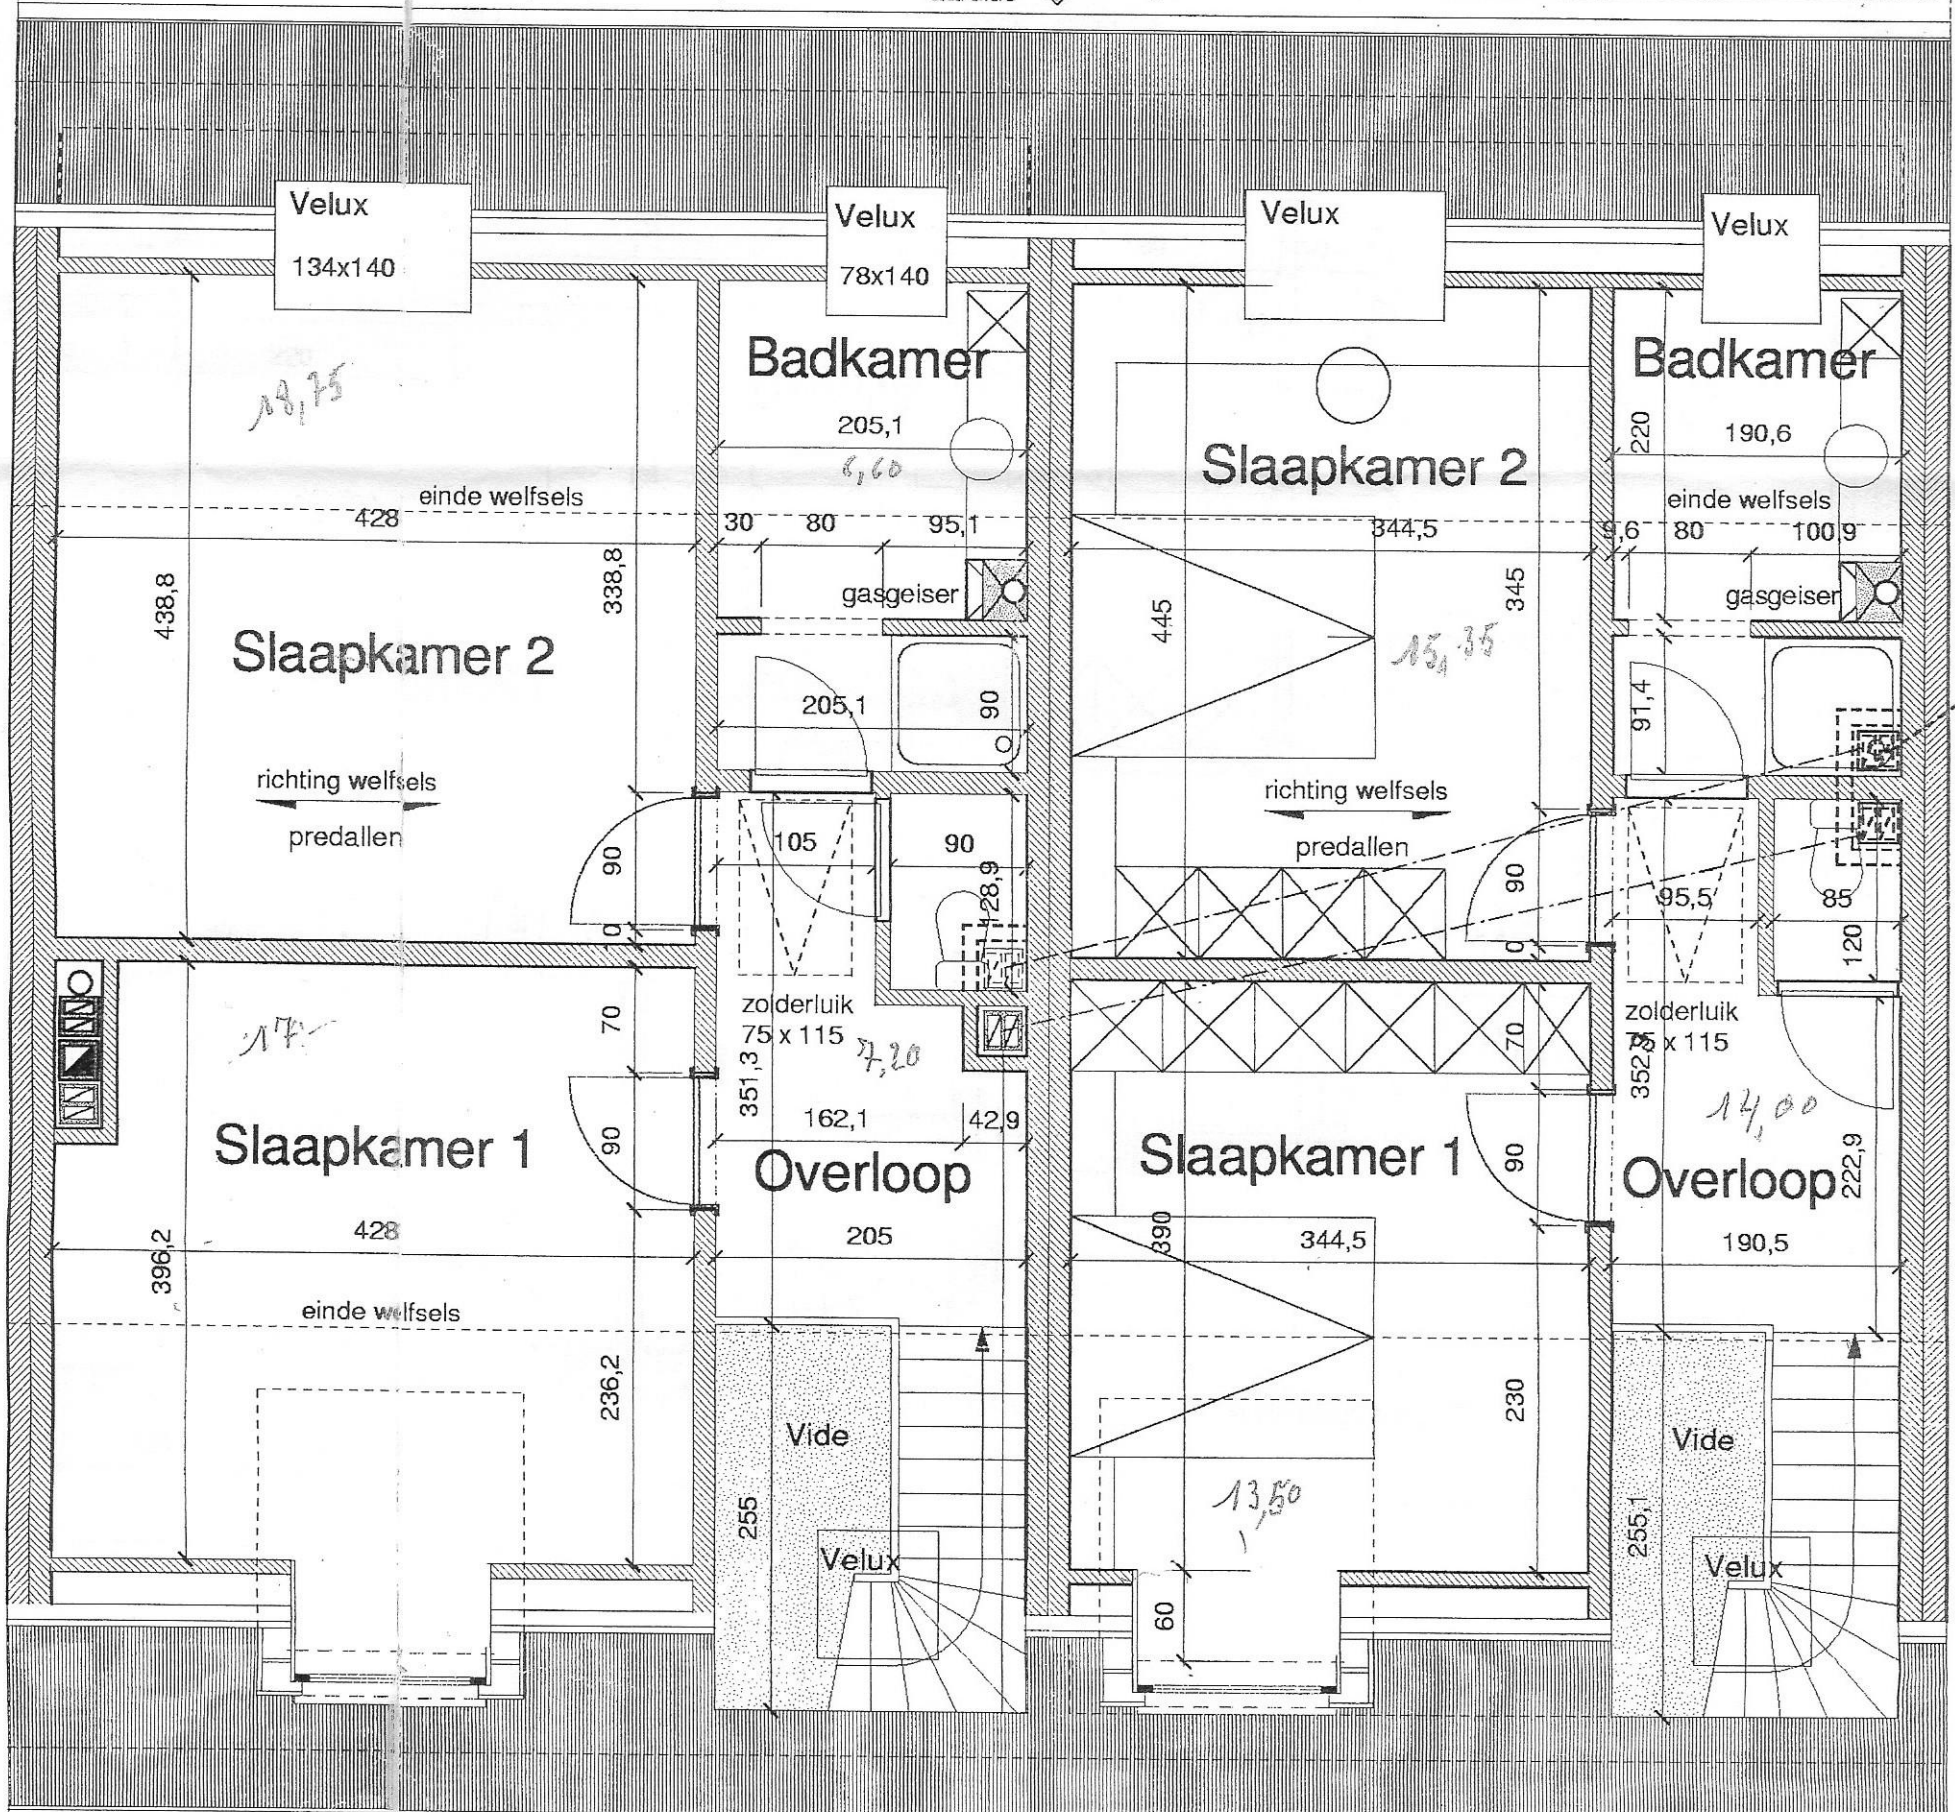 Velux
134x140
Velux
78x140
Velux
Velux
18,75
Badkamer
205,1
6,60
einde welfsels
428
30 80 95,1
438,8
338,8
gasgeiser
Slaapkamer 2
205,1
90
richting welfsels
predallen
90
0
105
90
128,9
Slaapkamer 2
344,5
445
345
15,35
richting welfsels
predallen
90
0
Badkamer
220
190,6
einde welfsels
9,6 80 100,9
gasgeiser
91,4
95,5
85
120
17-
70
90
Slaapkamer 1
428
396,2
einde welfsels
236,2
zolderluik
75 x 115
7,20
351,3
162,1 42,9
Overloop
205
Vide
255
Velux
70
90
Slaapkamer 1
390
344,5
230
13,50
60
zolderluik
75 x 115
352,9
14,00
Overloop
222,9
190,5
Vide
255,1
Velux